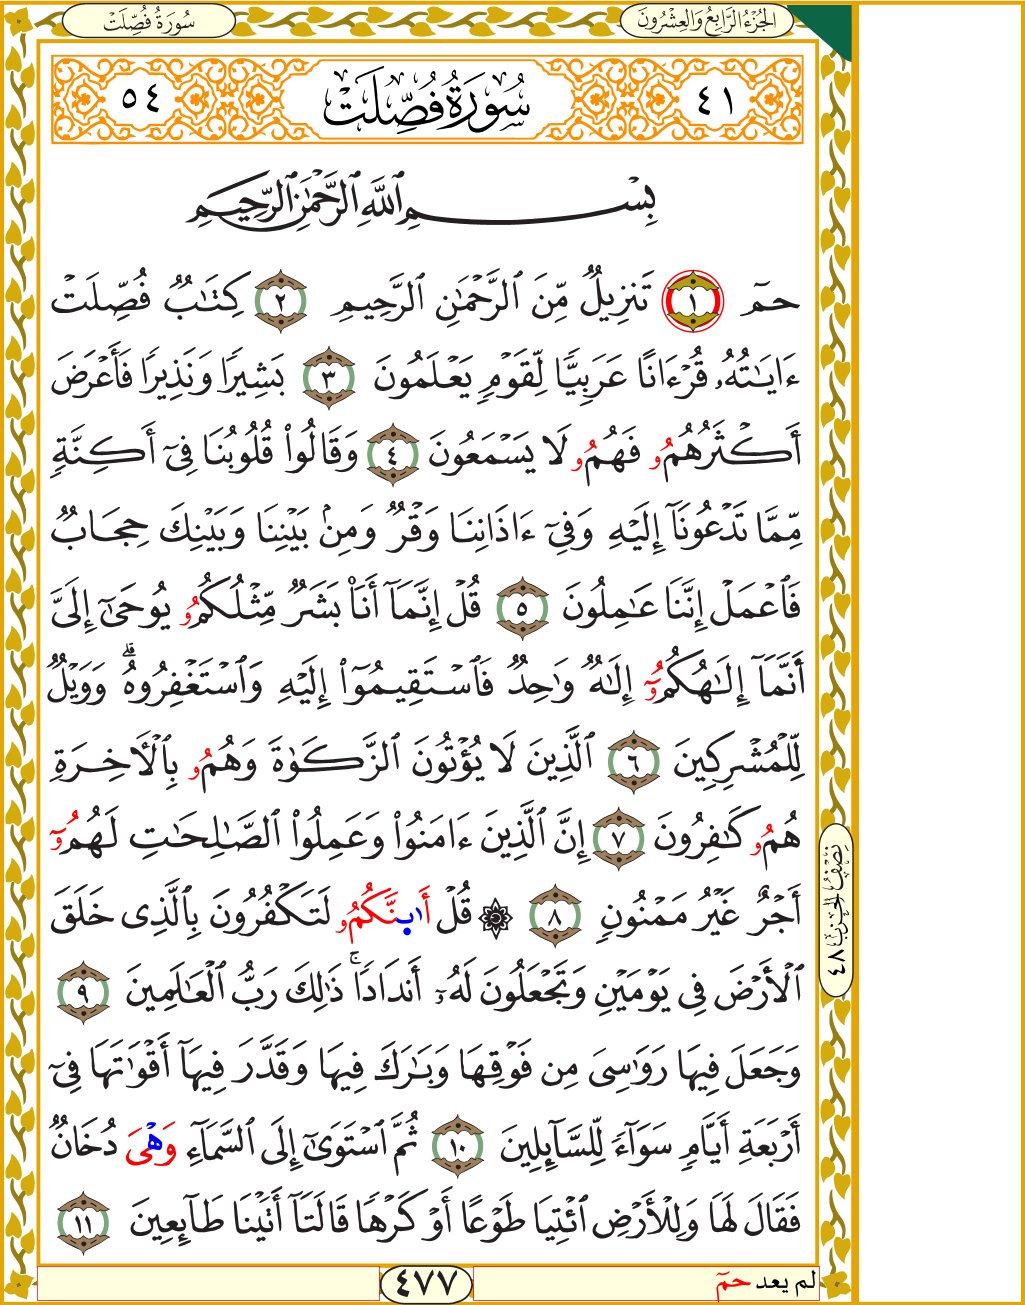 الجُزْءُ الرَّابِعُ وَالعِشْرُونَ
سُورَةُ فُصِّلَتْ
٤١
سُورَةُ فُصِّلَتْ
٥٤
بِسْمِ ٱللَّهِ ٱلرَّحْمَٰنِ ٱلرَّحِيمِ
حمٓ ١ تَنزِيلٌ مِّنَ ٱلرَّحْمَٰنِ ٱلرَّحِيمِ ٢ كِتَٰبٌ فُصِّلَتْ
ءَايَٰتُهُۥ قُرْءَانًا عَرَبِيًّا لِّقَوْمٍ يَعْلَمُونَ ٣ بَشِيرًا وَنَذِيرًا فَأَعْرَضَ
أَكْثَرُهُمُۥ فَهُمُۥ لَا يَسْمَعُونَ ٤ وَقَالُوا۟ قُلُوبُنَا فِىٓ أَكِنَّةٍ
مِّمَّا تَدْعُونَآ إِلَيْهِ وَفِىٓ ءَاذَانِنَا وَقْرٌ وَمِنۢ بَيْنِنَا وَبَيْنِكَ حِجَابٌ
فَٱعْمَلْ إِنَّنَا عَٰمِلُونَ ٥ قُلْ إِنَّمَآ أَنَا۠ بَشَرٌ مِّثْلُكُمُۥ يُوحَىٰٓ إِلَىَّ
أَنَّمَآ إِلَٰهُكُمُۥٓ إِلَٰهٌ وَٰحِدٌ فَٱسْتَقِيمُوٓا۟ إِلَيْهِ وَٱسْتَغْفِرُوهُ ۗ وَوَيْلٌ
لِّلْمُشْرِكِينَ ٦ ٱلَّذِينَ لَا يُؤْتُونَ ٱلزَّكَوٰةَ وَهُمُۥ بِٱلْأَخِرَةِ
هُمُۥ كَٰفِرُونَ ٧ إِنَّ ٱلَّذِينَ ءَامَنُوا۟ وَعَمِلُوا۟ ٱلصَّٰلِحَٰتِ لَهُمُۥٓ
أَجْرٌ غَيْرُ مَمْنُونٍ ٨ ۞ قُلْ أَٰى۪نَّكُمُۥ لَتَكْفُرُونَ بِٱلَّذِى خَلَقَ
ٱلْأَرْضَ فِى يَوْمَيْنِ وَتَجْعَلُونَ لَهُۥٓ أَندَادًا ۚ ذَٰلِكَ رَبُّ ٱلْعَٰلَمِينَ ٩
وَجَعَلَ فِيهَا رَوَٰسِىَ مِن فَوْقِهَا وَبَٰرَكَ فِيهَا وَقَدَّرَ فِيهَآ أَقْوَٰتَهَا فِىٓ
أَرْبَعَةِ أَيَّامٍ سَوَآءً لِّلسَّآئِلِينَ ١٠ ثُمَّ ٱسْتَوَىٰٓ إِلَى ٱلسَّمَآءِ وَهْىَ دُخَانٌ
فَقَالَ لَهَا وَلِلْأَرْضِ ٱئْتِيَا طَوْعًا أَوْ كَرْهًا قَالَتَآ أَتَيْنَا طَآئِعِينَ ١١
نِصْفُ الحِزْب ٤٨
لم يعد حمٓ
٤٧٧